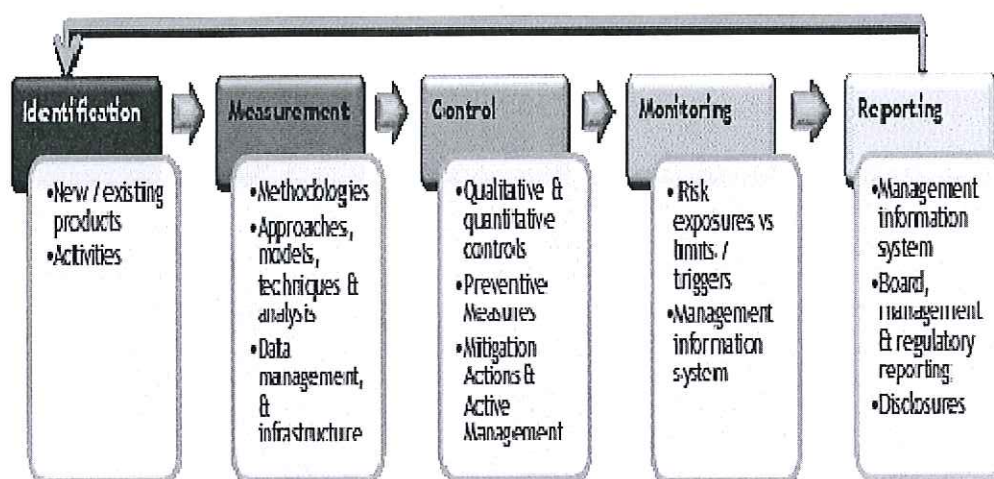 Identification
Measurement
Control
Monitoring
Reporting
•New / existing
products
•Activities
•Methodologies
•Approaches,
models,
techniques &
analysis
•Data
management,
&
infrastructure
•Qualitative &
quantitative
controls
•Preventive
Measures
•Mitigation
Actions &
Active
Management
•Risk
exposures vs
limits /
triggers
•Management
information
system
•Management
information
system
•Board,
management
& regulatory
reporting
•Disclosures